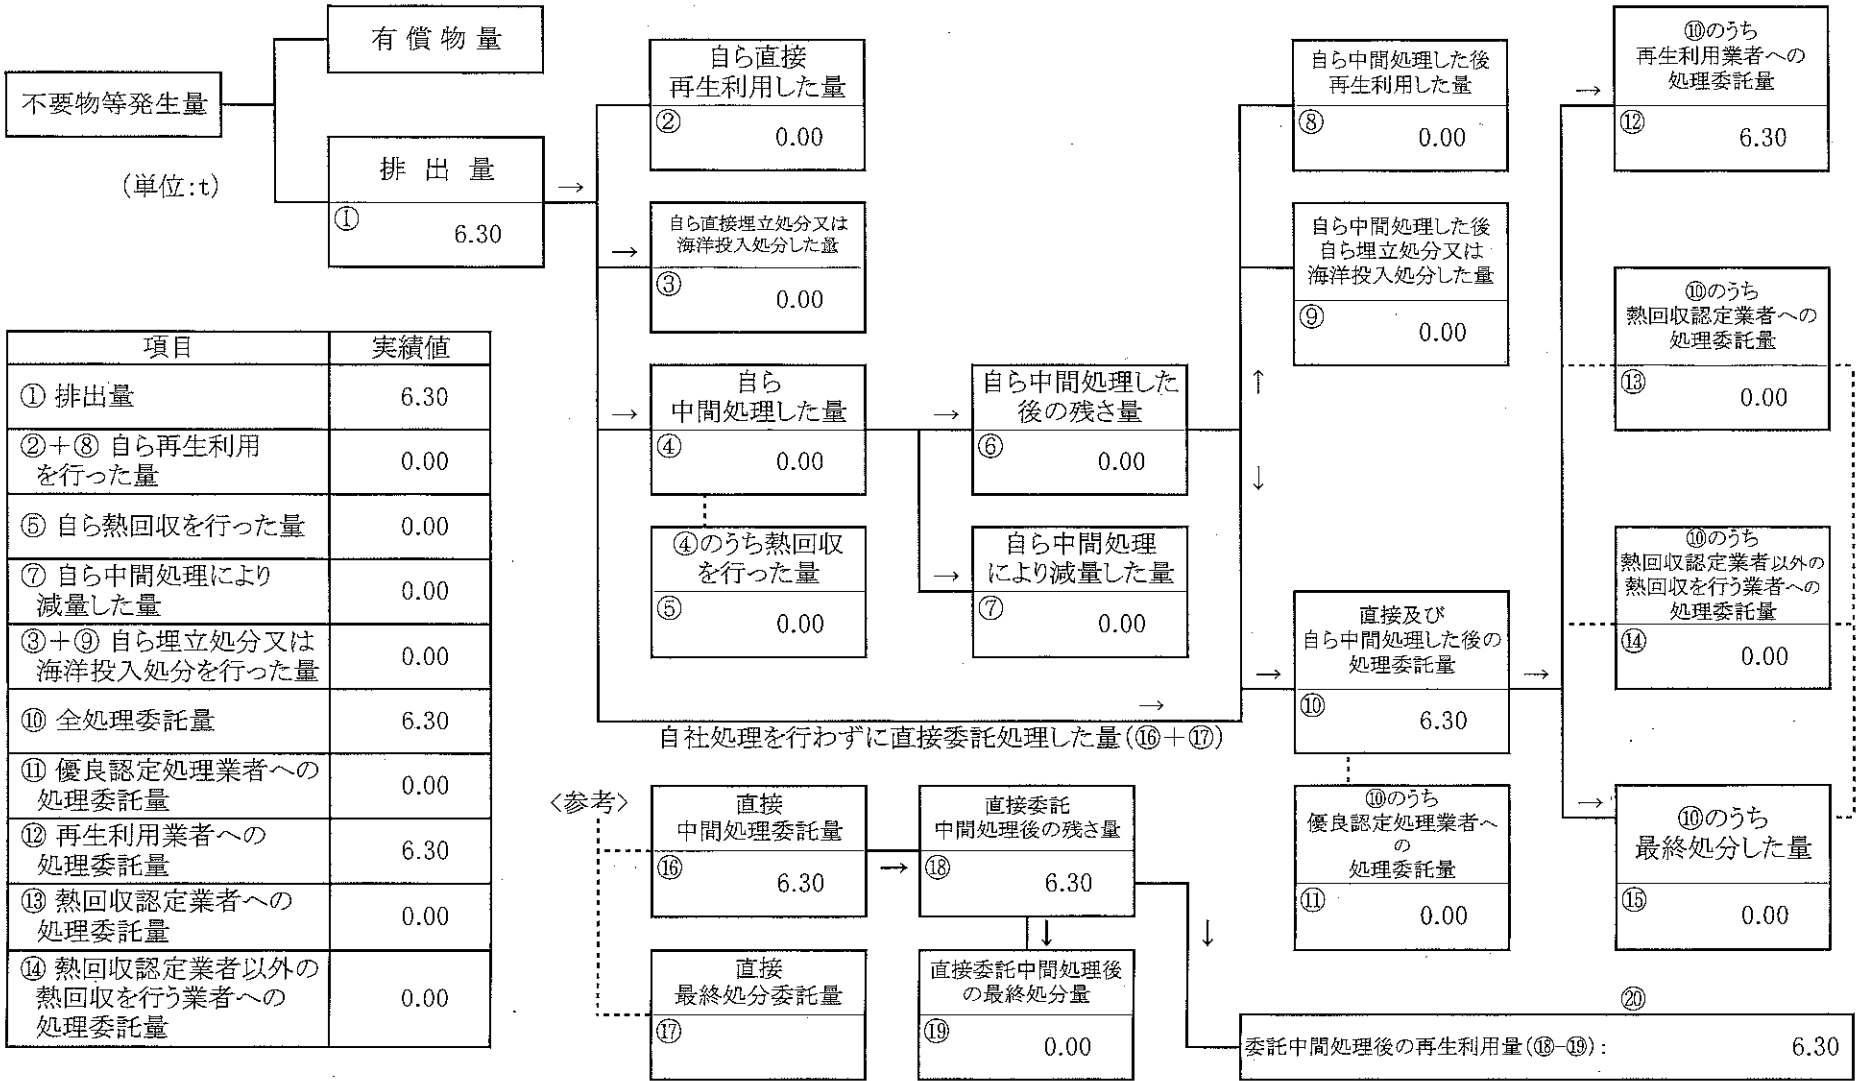 不要物等発生量
(単位:t)
有償物量
排出量
①
6.30
→
自ら直接
再生利用した量
②
0.00
→
自ら直接埋立処分又は
海洋投入処分した量
③
0.00
→
自ら
中間処理した量
④
0.00
④のうち熱回収
を行った量
⑤
0.00
→
自ら中間処理した
後の残さ量
⑥
0.00
→
自ら中間処理
により減量した量
⑦
0.00
↑
↓
自ら中間処理した後
再生利用した量
⑧
0.00
自ら中間処理した後
自ら埋立処分又は
海洋投入処分した量
⑨
0.00
→
自社処理を行わずに直接委託処理した量(⑯+⑰)
→
直接及び
自ら中間処理した後の
処理委託量
⑩
6.30
→
⑩のうち
優良認定処理業者へ
の
処理委託量
⑪
0.00
→
⑩のうち
再生利用業者への
処理委託量
⑫
6.30
⑩のうち
熱回収認定業者への
処理委託量
⑬
0.00
⑩のうち
熱回収認定業者以外の
熱回収を行う業者への
処理委託量
⑭
0.00
→
⑩のうち
最終処分した量
⑮
0.00
項目 実績値
① 排出量 6.30
②+⑧ 自ら再生利用
を行った量 0.00
⑤ 自ら熱回収を行った量 0.00
⑦ 自ら中間処理により
減量した量 0.00
③+⑨ 自ら埋立処分又は
海洋投入処分を行った量 0.00
⑩ 全処理委託量 6.30
⑪ 優良認定処理業者への
処理委託量 0.00
⑫ 再生利用業者への
処理委託量 6.30
⑬ 熱回収認定業者への
処理委託量 0.00
⑭ 熱回収認定業者以外の
熱回収を行う業者への
処理委託量 0.00
〈参考〉
直接
中間処理委託量
⑯
6.30
→
直接委託
中間処理後の残さ量
⑱
6.30
↓
直接
最終処分委託量
⑰
直接委託中間処理後
の最終処分量
⑲
0.00
↓
⑳
委託中間処理後の再生利用量(⑱-⑲): 6.30